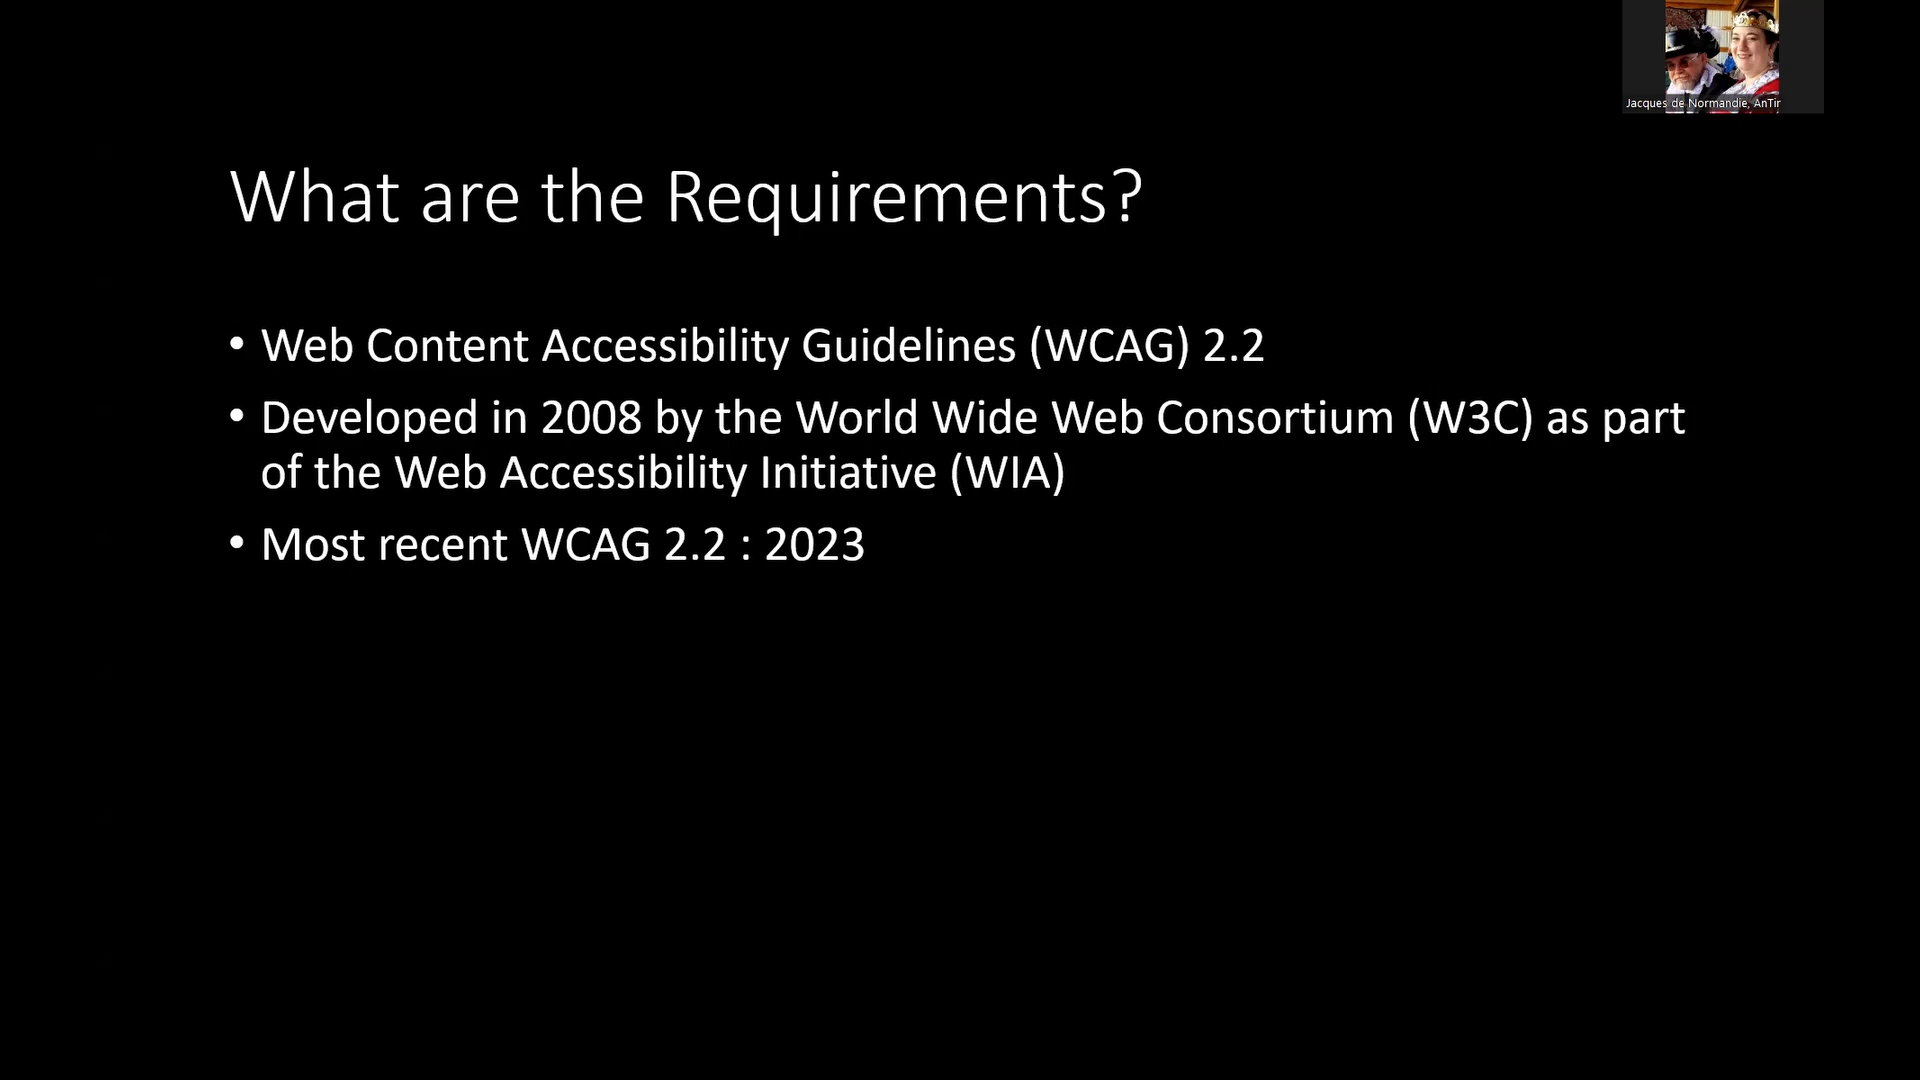 Jacques de Normandie, AnTir
What are the Requirements?
• Web Content Accessibility Guidelines (WCAG) 2.2
• Developed in 2008 by the World Wide Web Consortium (W3C) as part
of the Web Accessibility Initiative (WIA)
• Most recent WCAG 2.2 : 2023